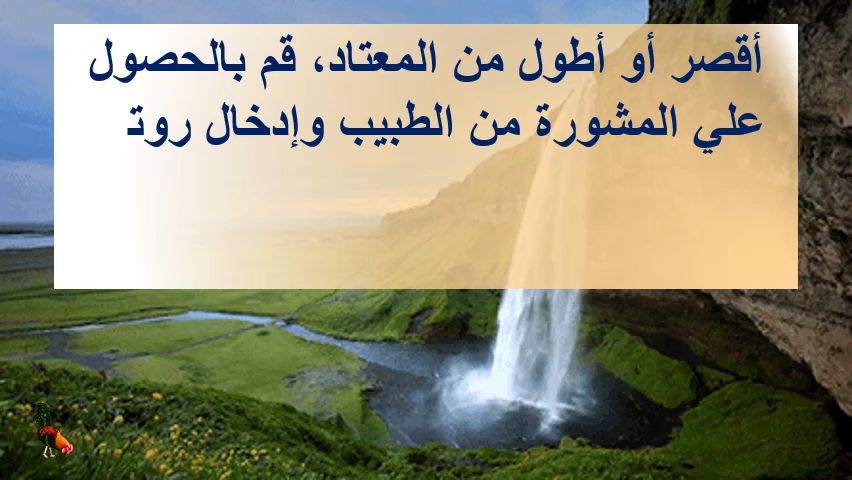 أقصر أو أطول من المعتاد، قم بالحصول
علي المشورة من الطبيب وإدخال روت